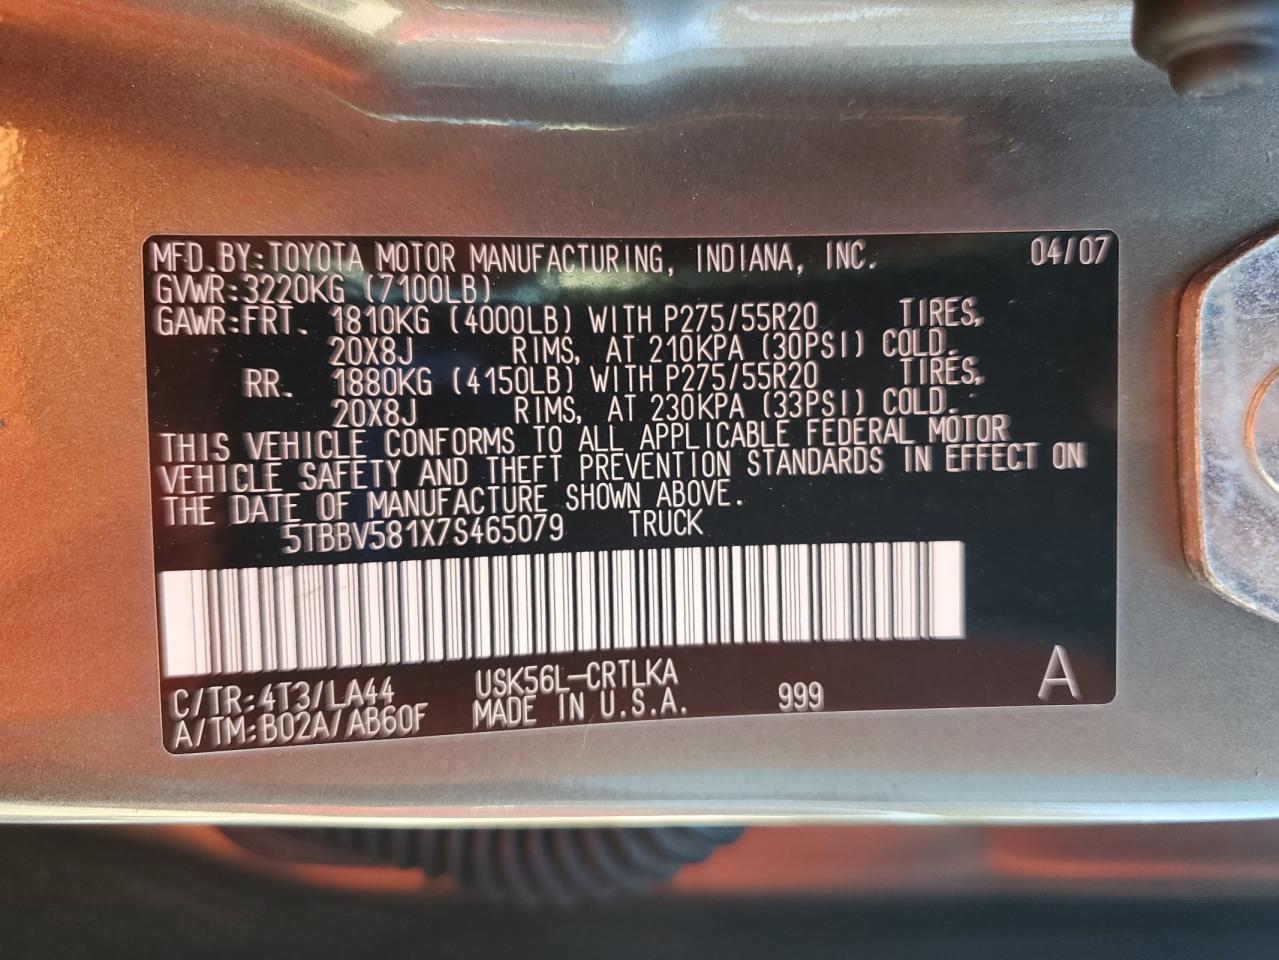 MFD.BY:TOYOTA MOTOR MANUFACTURING, INDIANA, INC. 04/07
GVWR:3220KG (7100LB)
GAWR:FRT. 1810KG (4000LB) WITH P275/55R20 TIRES,
20X8J RIMS, AT 210KPA (30PSI) COLD.
RR. 1880KG (4150LB) WITH P275/55R20 TIRES,
20X8J RIMS, AT 230KPA (33PSI) COLD.
THIS VEHICLE CONFORMS TO ALL APPLICABLE FEDERAL MOTOR
VEHICLE SAFETY AND THEFT PREVENTION STANDARDS IN EFFECT ON
THE DATE OF MANUFACTURE SHOWN ABOVE.
5TBBV581X7S465079 TRUCK
C/TR:4T3/LA44 USK56L-CRTLKA
A/TM:B02A/AB60F MADE IN U.S.A. 999 A